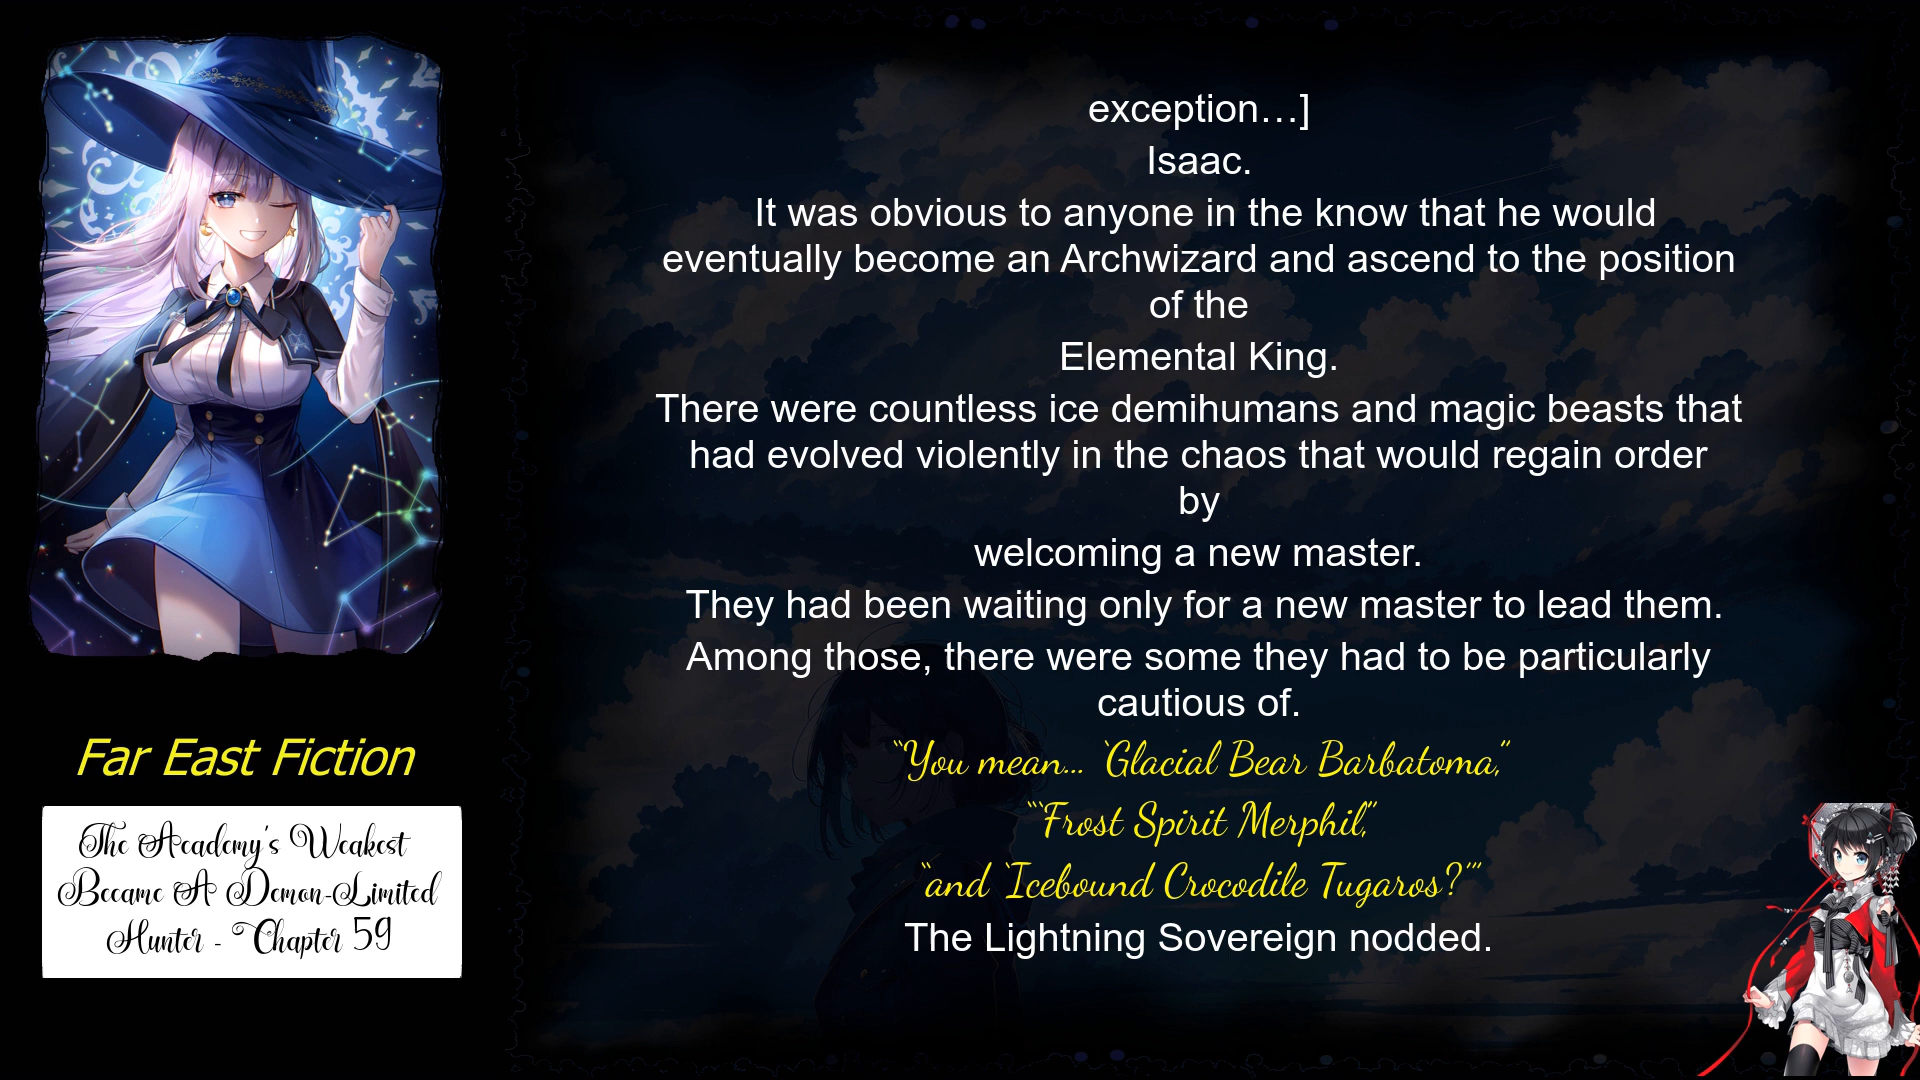 exception…]
Isaac.
It was obvious to anyone in the know that he would
eventually become an Archwizard and ascend to the position
of the
Elemental King.
There were countless ice demihumans and magic beasts that
had evolved violently in the chaos that would regain order
by
welcoming a new master.
They had been waiting only for a new master to lead them.
Among those, there were some they had to be particularly
cautious of.
“You mean… ‘Glacial Bear Barbatoma,’
“‘Frost Spirit Merphil,’
“and ‘Icebound Crocodile Tugaros?’”
The Lightning Sovereign nodded.
Far East Fiction
The Academy's Weakest
Became A Demon-Limited
Hunter - Chapter 59